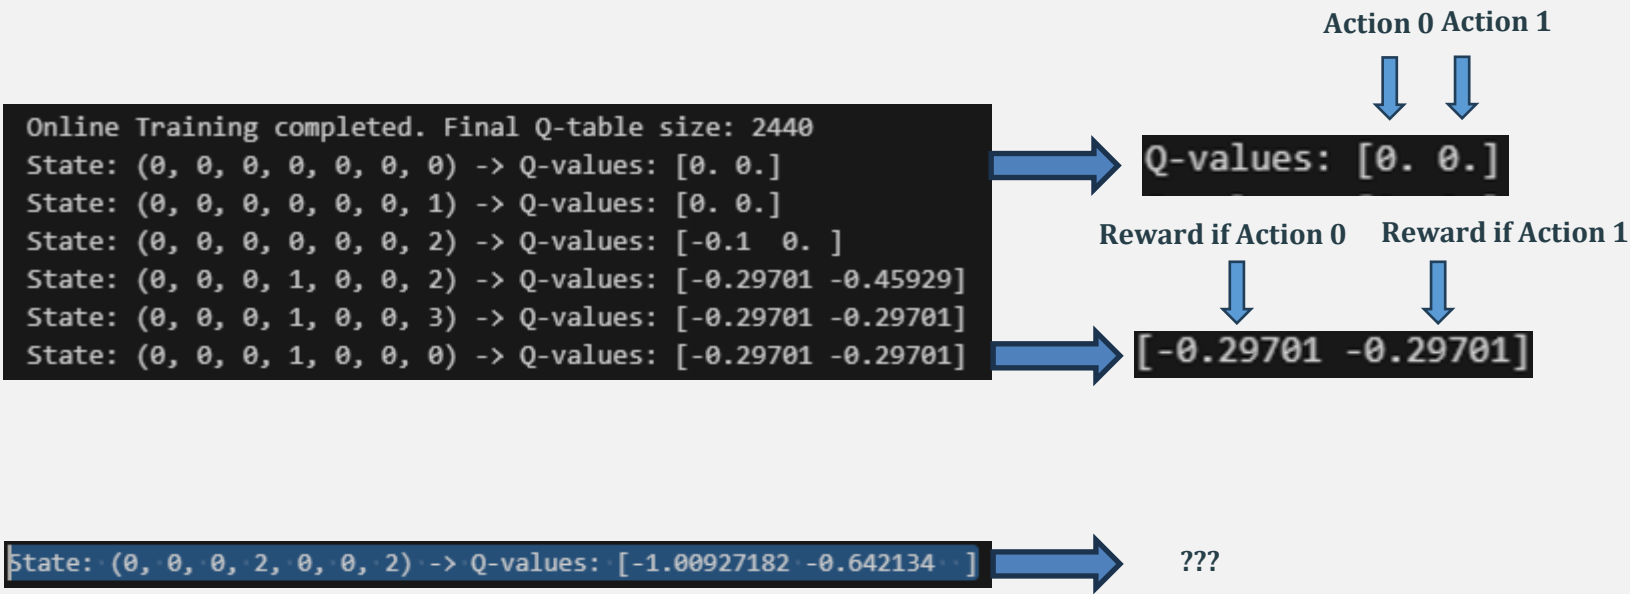 Action 0 Action 1
Online Training completed. Final Q-table size: 2440
State: (0, 0, 0, 0, 0, 0, 0) -> Q-values: [0. 0.]
State: (0, 0, 0, 0, 0, 0, 1) -> Q-values: [0. 0.]
State: (0, 0, 0, 0, 0, 0, 2) -> Q-values: [-0.1  0. ]
State: (0, 0, 0, 1, 0, 0, 2) -> Q-values: [-0.29701 -0.45929]
State: (0, 0, 0, 1, 0, 0, 3) -> Q-values: [-0.29701 -0.29701]
State: (0, 0, 0, 1, 0, 0, 0) -> Q-values: [-0.29701 -0.29701]
Q-values: [0. 0.]
Reward if Action 0 Reward if Action 1
[-0.29701 -0.29701]
State: (0, 0, 0, 2, 0, 0, 2) -> Q-values: [-1.00927182 -0.642134  ]
???